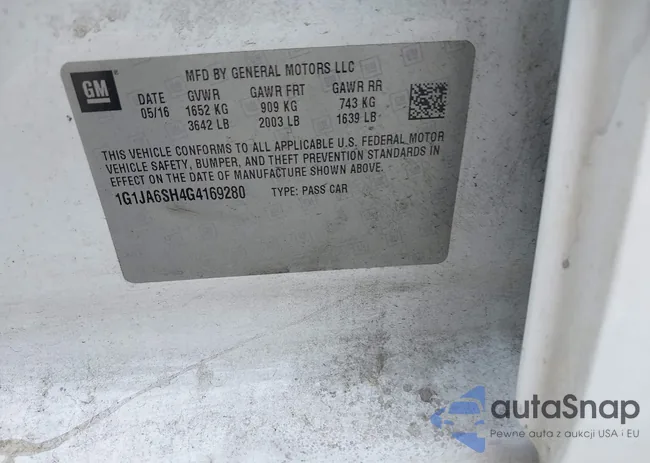 GM
MFD BY GENERAL MOTORS LLC
DATE GVWR GAWR FRT GAWR RR
05/16 1652 KG 909 KG 743 KG
3642 LB 2003 LB 1639 LB
THIS VEHICLE CONFORMS TO ALL APPLICABLE U.S. FEDERAL MOTOR
VEHICLE SAFETY, BUMPER, AND THEFT PREVENTION STANDARDS IN
EFFECT ON THE DATE OF MANUFACTURE SHOWN ABOVE.
1G1JA6SH4G4169280 TYPE: PASS CAR
autaSnap
Pewne auta z aukcji USA i EU